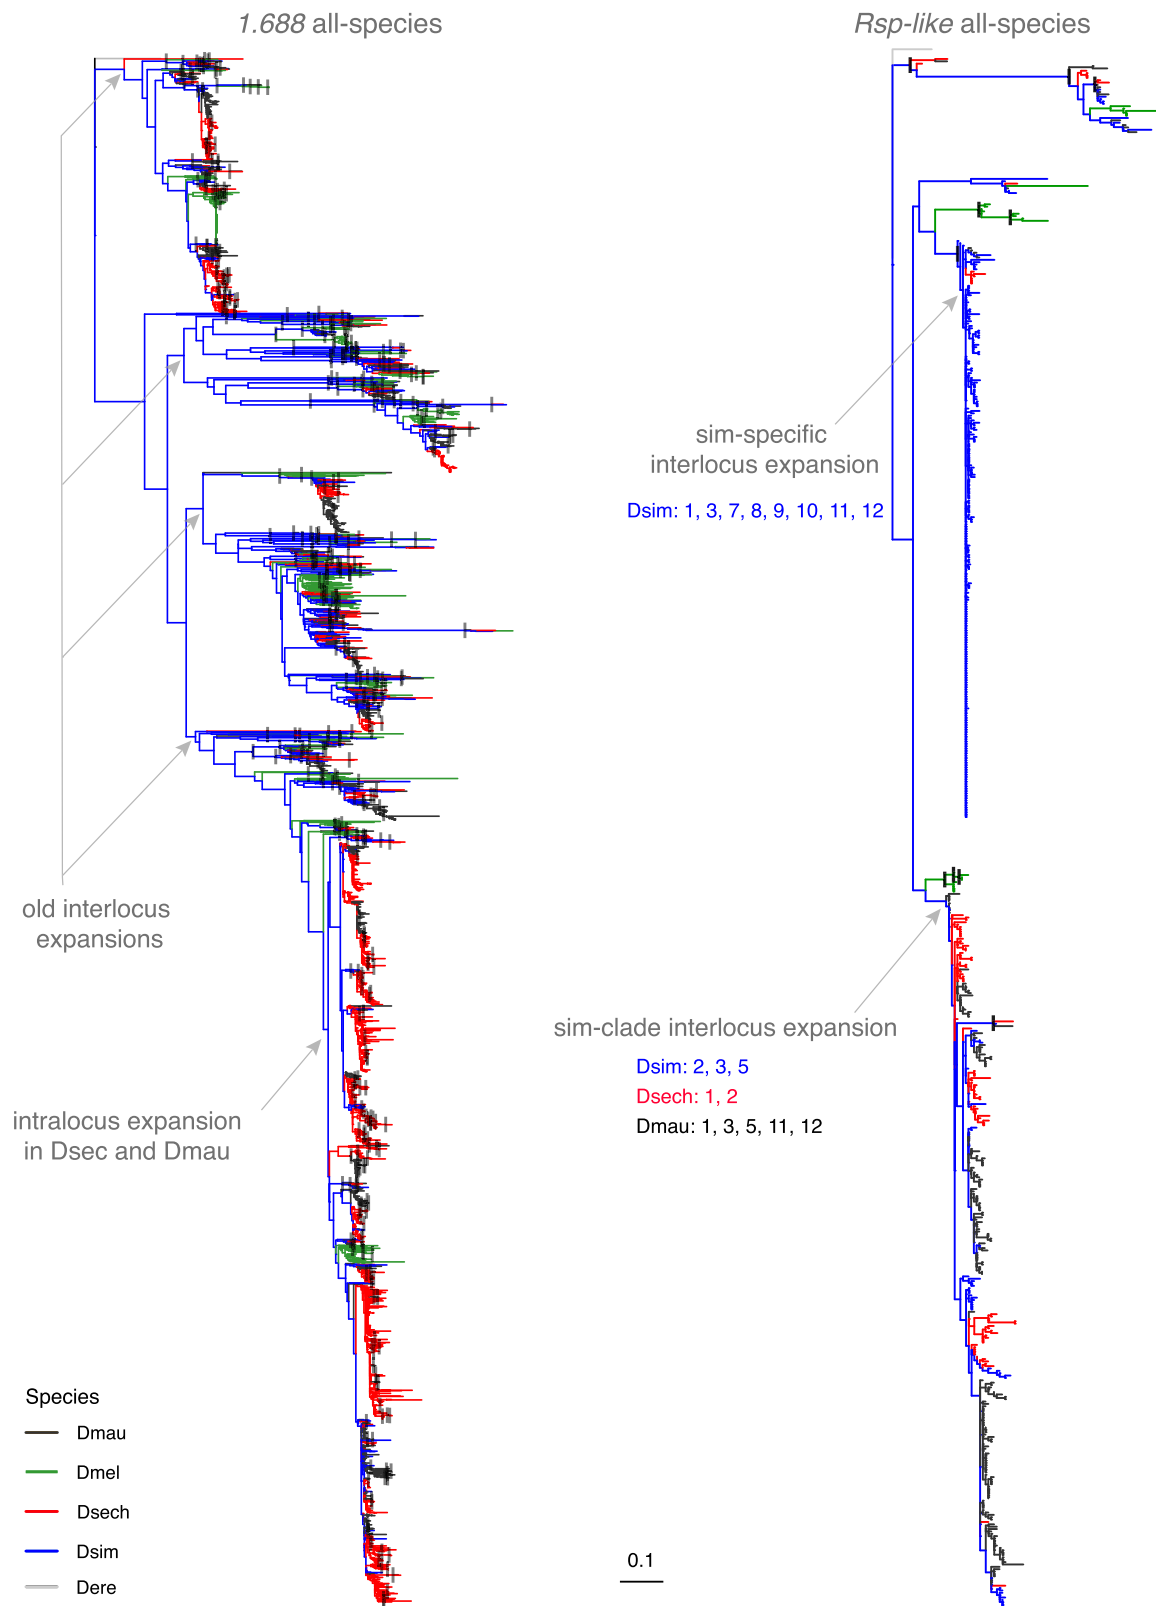 1.688 all-species
Rsp-like all-species
sim-specific
interlocus expansion
Dsim: 1, 3, 7, 8, 9, 10, 11, 12
old interlocus
expansions
sim-clade interlocus expansion
Dsim: 2, 3, 5
Dsech: 1, 2
Dmau: 1, 3, 5, 11, 12
intralocus expansion
in Dsec and Dmau
Species
Dmau
Dmel
Dsech
Dsim
Dere
0.1